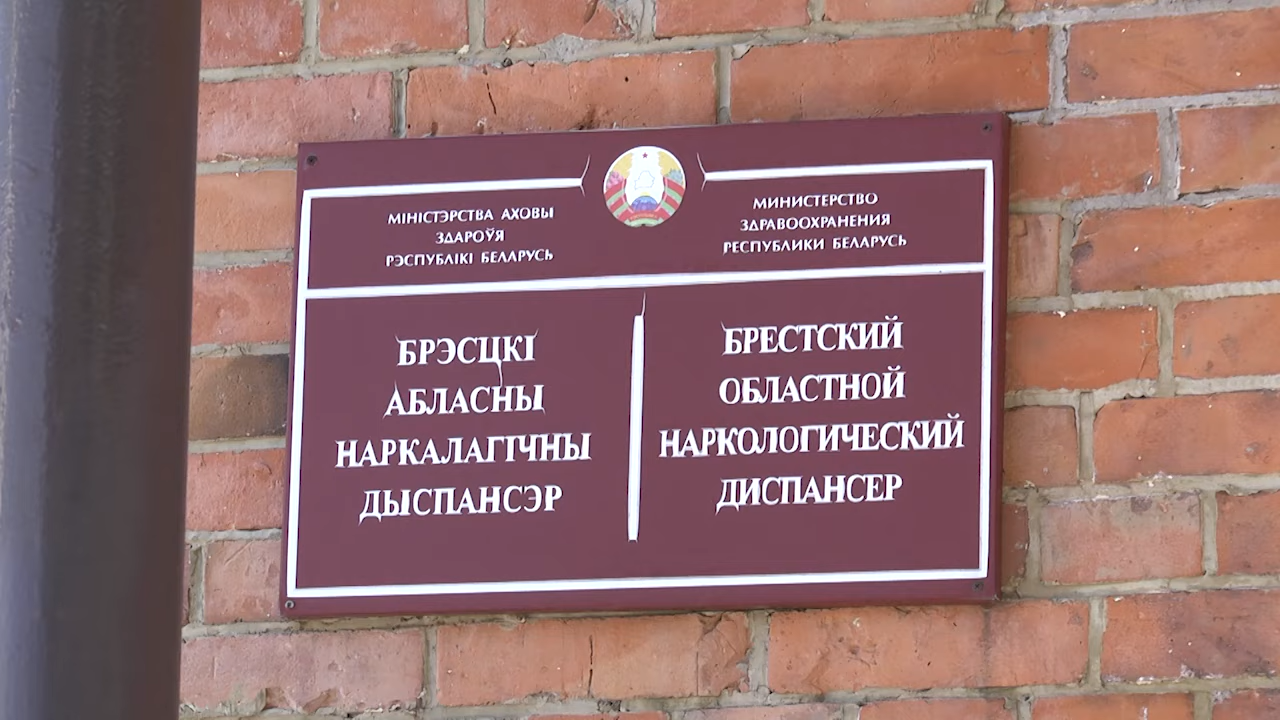 МІНІСТЭРСТВА АХОВЫ
ЗДАРОЎЯ
РЭСПУБЛІКІ БЕЛАРУСЬ
МИНИСТЕРСТВО
ЗДРАВООХРАНЕНИЯ
РЕСПУБЛИКИ БЕЛАРУСЬ
БРЭСЦКІ
АБЛАСНЫ
НАРКАЛАГІЧНЫ
ДЫСПАНСЭР
БРЕСТСКИЙ
ОБЛАСТНОЙ
НАРКОЛОГИЧЕСКИЙ
ДИСПАНСЕР